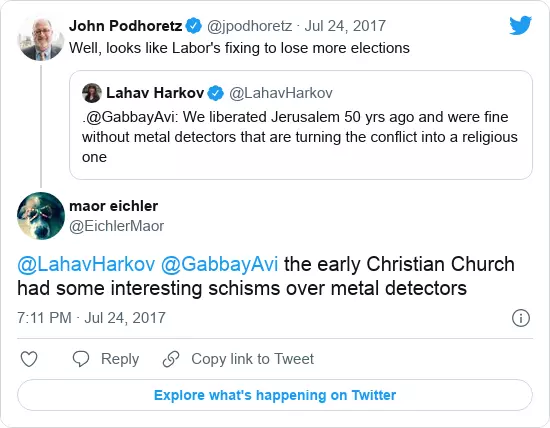 John Podhoretz @jpodhoretz · Jul 24, 2017
Well, looks like Labor's fixing to lose more elections
Lahav Harkov @LahavHarkov
.@GabbayAvi: We liberated Jerusalem 50 yrs ago and were fine
without metal detectors that are turning the conflict into a religious
one
maor eichler
@EichlerMaor
@LahavHarkov @GabbayAvi the early Christian Church
had some interesting schisms over metal detectors
7:11 PM · Jul 24, 2017
Reply Copy link to Tweet
Explore what's happening on Twitter